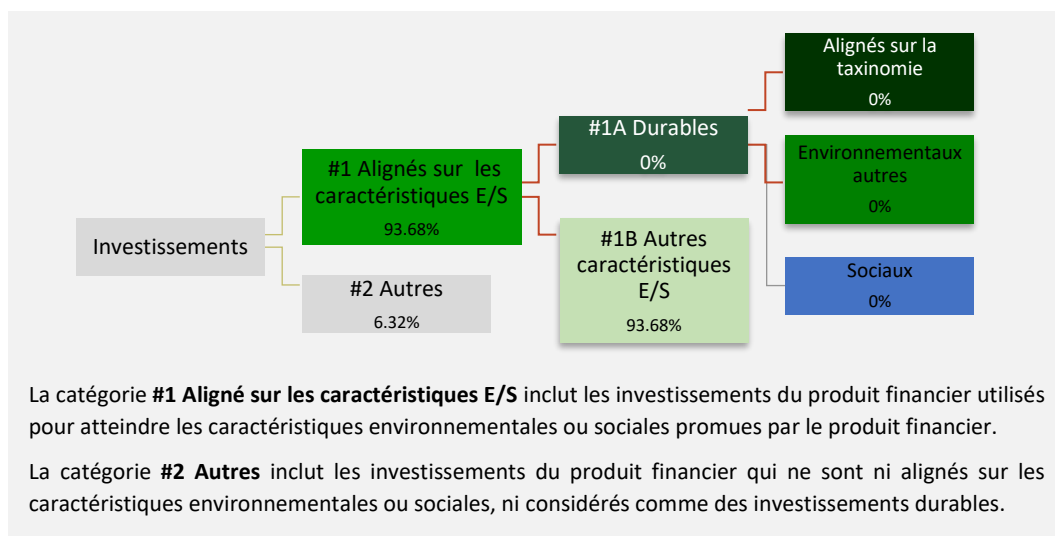 Alignés sur la
taxinomie
0%
#1A Durables
0%
Environnementaux
autres
0%
#1 Alignés sur les
caractéristiques E/S
93.68%
Investissements
#1B Autres
caractéristiques
E/S
93.68%
Sociaux
0%
#2 Autres
6.32%
La catégorie #1 Aligné sur les caractéristiques E/S inclut les investissements du produit financier utilisés
pour atteindre les caractéristiques environnementales ou sociales promues par le produit financier.
La catégorie #2 Autres inclut les investissements du produit financier qui ne sont ni alignés sur les
caractéristiques environnementales ou sociales, ni considérés comme des investissements durables.